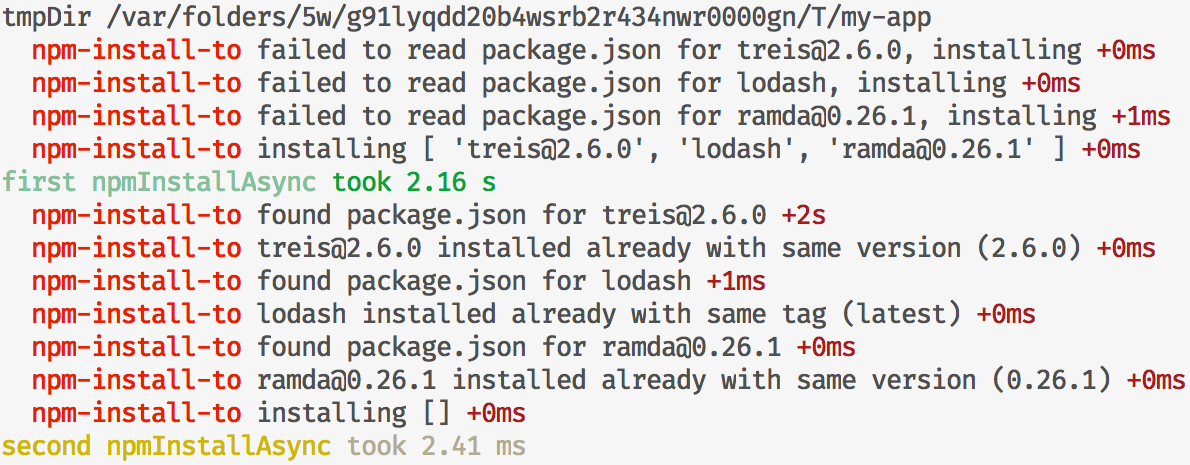 tmpDir /var/folders/5w/g91lyqdd20b4wsrb2r434nwr0000gn/T/my-app
npm-install-to failed to read package.json for treis@2.6.0, installing +0ms
npm-install-to failed to read package.json for lodash, installing +0ms
npm-install-to failed to read package.json for ramda@0.26.1, installing +1ms
npm-install-to installing [ 'treis@2.6.0', 'lodash', 'ramda@0.26.1' ] +0ms
first npmInstallAsync took 2.16 s
npm-install-to found package.json for treis@2.6.0 +2s
npm-install-to treis@2.6.0 installed already with same version (2.6.0) +0ms
npm-install-to found package.json for lodash +1ms
npm-install-to lodash installed already with same tag (latest) +0ms
npm-install-to found package.json for ramda@0.26.1 +0ms
npm-install-to ramda@0.26.1 installed already with same version (0.26.1) +0ms
npm-install-to installing [] +0ms
second npmInstallAsync took 2.41 ms